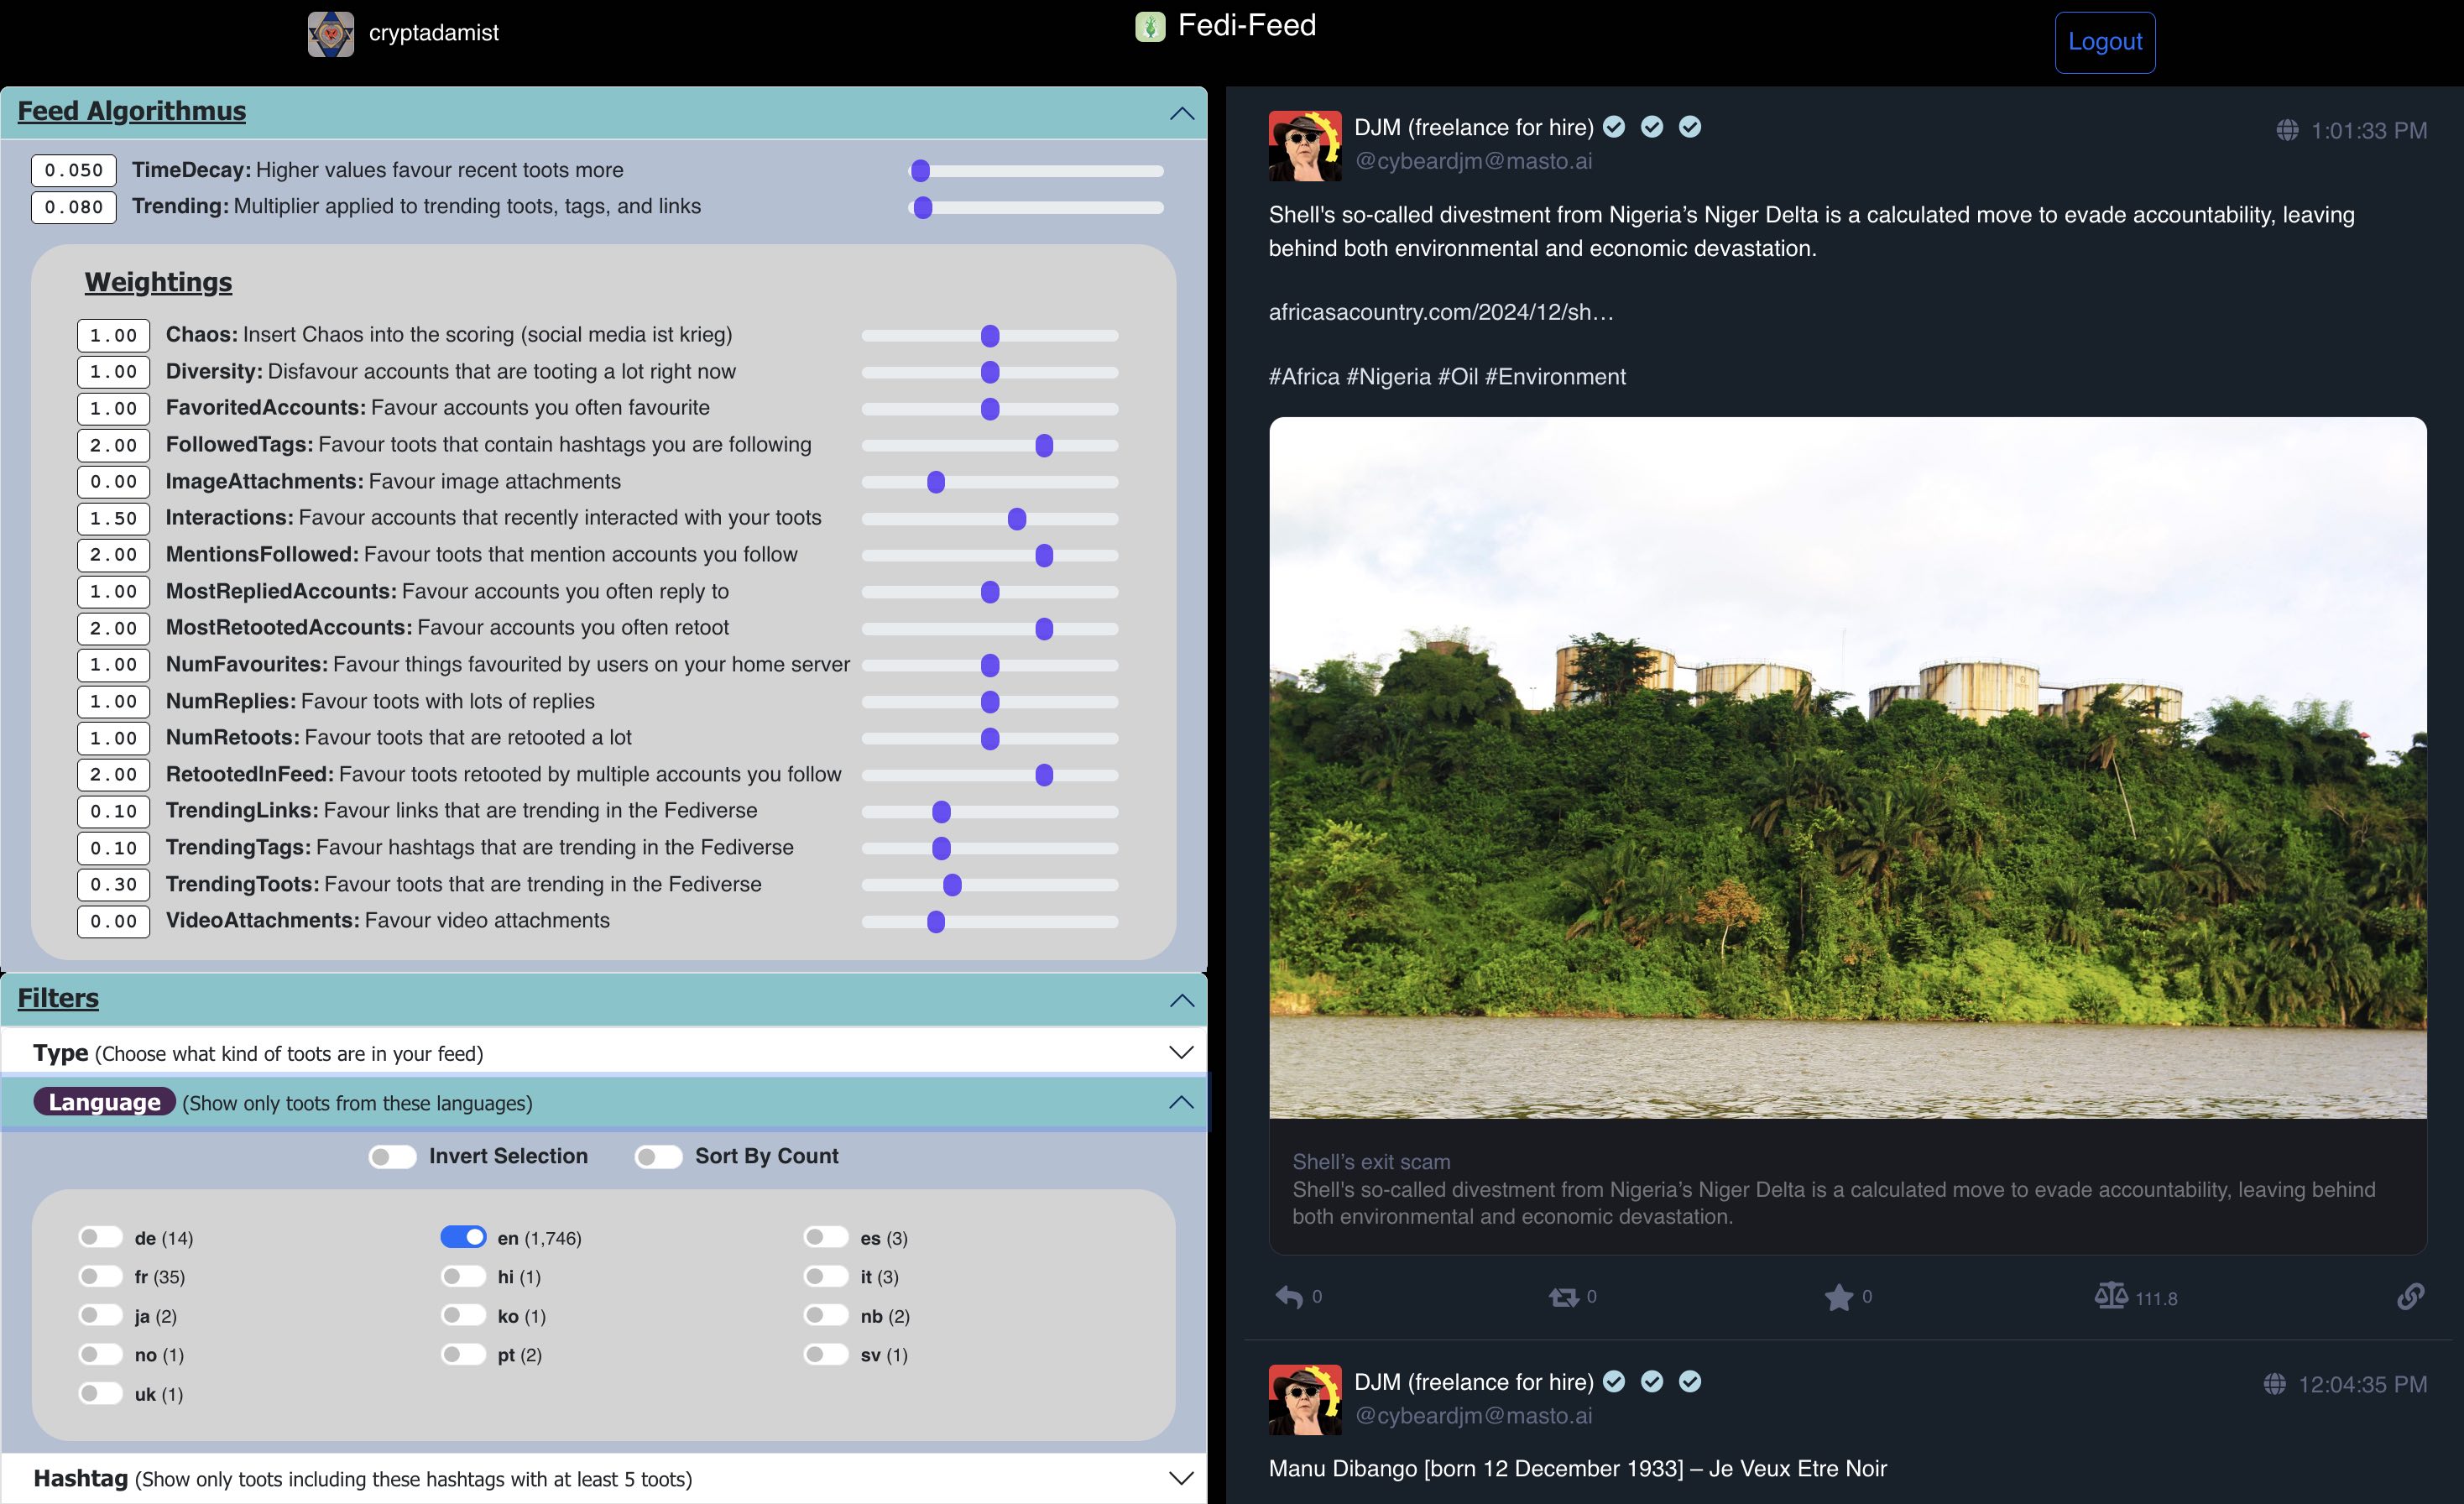 cryptadamist
Fedi-Feed
Logout
Feed Algorithmus
0.050 TimeDecay: Higher values favour recent toots more
0.080 Trending: Multiplier applied to trending toots, tags, and links
Weightings
1.00 Chaos: Insert Chaos into the scoring (social media ist krieg)
1.00 Diversity: Disfavour accounts that are tooting a lot right now
1.00 FavoritedAccounts: Favour accounts you often favourite
2.00 FollowedTags: Favour toots that contain hashtags you are following
0.00 ImageAttachments: Favour image attachments
1.50 Interactions: Favour accounts that recently interacted with your toots
2.00 MentionsFollowed: Favour toots that mention accounts you follow
1.00 MostRepliedAccounts: Favour accounts you often reply to
2.00 MostRetootedAccounts: Favour accounts you often retoot
1.00 NumFavourites: Favour things favourited by users on your home server
1.00 NumReplies: Favour toots with lots of replies
1.00 NumRetoots: Favour toots that are retooted a lot
2.00 RetootedInFeed: Favour toots retooted by multiple accounts you follow
0.10 TrendingLinks: Favour links that are trending in the Fediverse
0.10 TrendingTags: Favour hashtags that are trending in the Fediverse
0.30 TrendingToots: Favour toots that are trending in the Fediverse
0.00 VideoAttachments: Favour video attachments
Filters
Type (Choose what kind of toots are in your feed)
Language (Show only toots from these languages)
Invert Selection Sort By Count
de (14) en (1,746) es (3)
fr (35) hi (1) it (3)
ja (2) ko (1) nb (2)
no (1) pt (2) sv (1)
uk (1)
Hashtag (Show only toots including these hashtags with at least 5 toots)
DJM (freelance for hire)
1:01:33 PM
@cybeardjm@masto.ai
Shell's so-called divestment from Nigeria’s Niger Delta is a calculated move to evade accountability, leaving
behind both environmental and economic devastation.
africasacountry.com/2024/12/sh…
#Africa #Nigeria #Oil #Environment
Shell’s exit scam
Shell's so-called divestment from Nigeria’s Niger Delta is a calculated move to evade accountability, leaving behind
both environmental and economic devastation.
0 0 0 111.8
DJM (freelance for hire)
12:04:35 PM
@cybeardjm@masto.ai
Manu Dibango [born 12 December 1933] – Je Veux Etre Noir